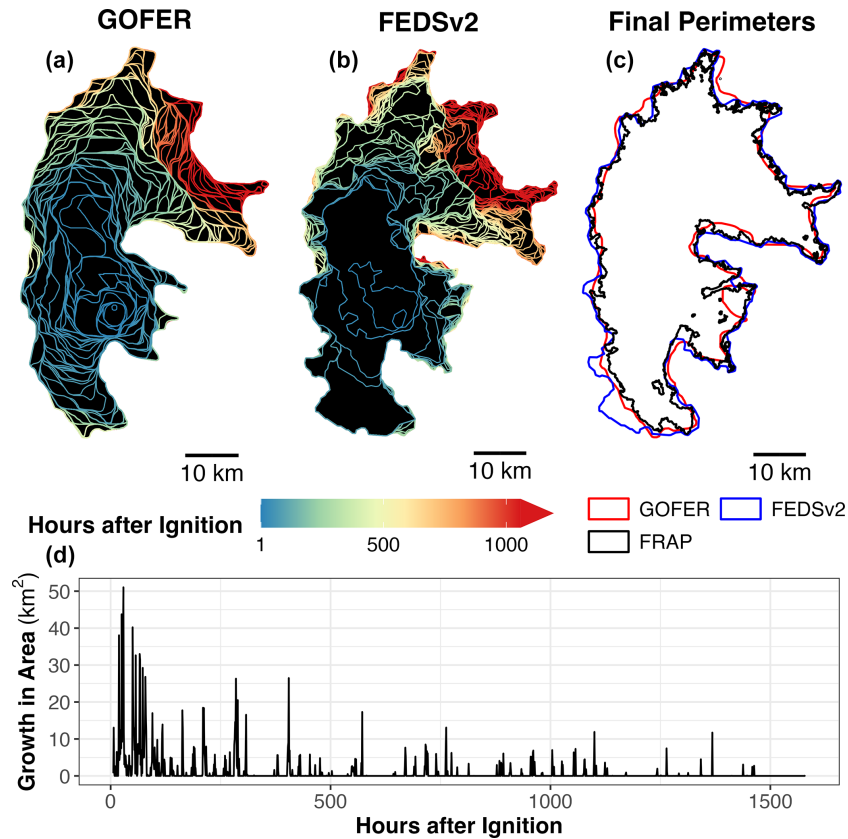 GOFER FEDSv2 Final Perimeters
(a) (b) (c)
10 km 10 km 10 km
Hours after Ignition
1 500 1000
GOFER FEDSv2
FRAP
(d)
Growth in Area (km²)
50
40
30
20
10
0
0 500 1000 1500
Hours after Ignition